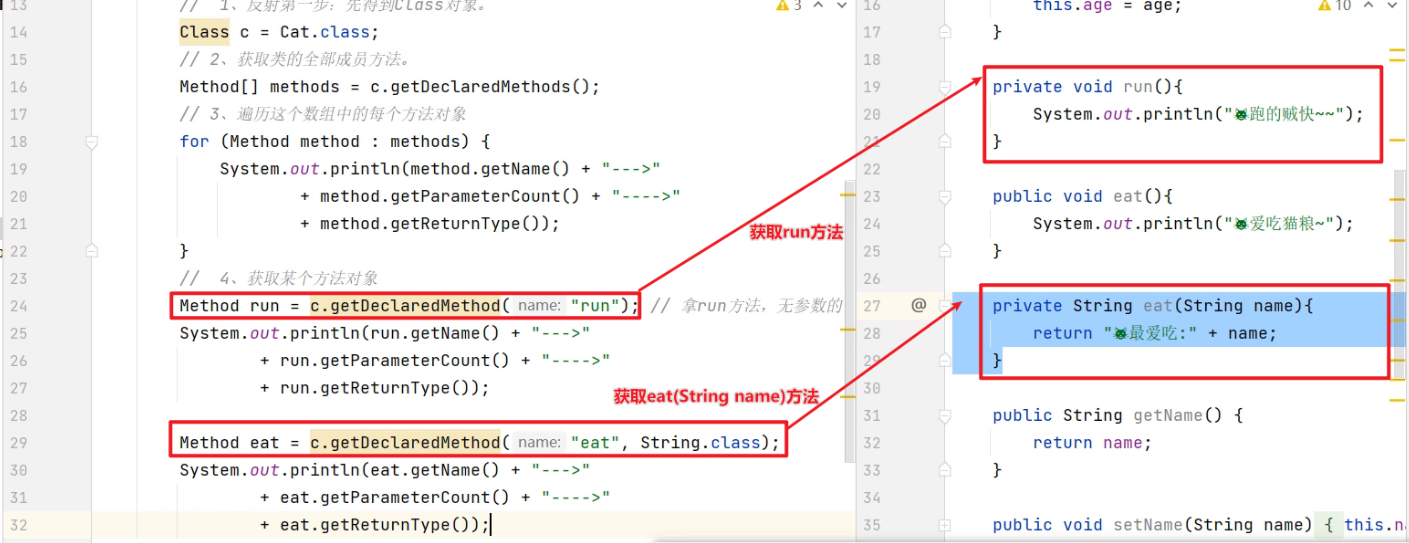 13 // 1、反射第一步：先得到Class对象。
14 Class c = Cat.class;
15 // 2、获取类的全部成员方法。
16 Method[] methods = c.getDeclaredMethods();
17 // 3、遍历这个数组中的每个方法对象
18 for (Method method : methods) {
19 System.out.println(method.getName() + "--->"
20 + method.getParameterCount() + "---->"
21 + method.getReturnType());
22 }
23 // 4、获取某个方法对象
24 Method run = c.getDeclaredMethod( name: "run"); // 拿run方法，无参数的
25 System.out.println(run.getName() + "--->"
26 + run.getParameterCount() + "---->"
27 + run.getReturnType());
28
29 Method eat = c.getDeclaredMethod( name: "eat", String.class);
30 System.out.println(eat.getName() + "--->"
31 + eat.getParameterCount() + "---->"
32 + eat.getReturnType());
3
获取run方法
获取eat(String name)方法
10
16 this.age = age;
17 }
18
19 private void run(){
20 System.out.println("🐱跑的贼快~~");
21 }
22
23 public void eat(){
24 System.out.println("🐱爱吃猫粮~");
25 }
26
27 @ private String eat(String name){
28 return "🐱最爱吃:" + name;
29 }
30
31 public String getName() {
32 return name;
33 }
34
35 public void setName(String name) { this.